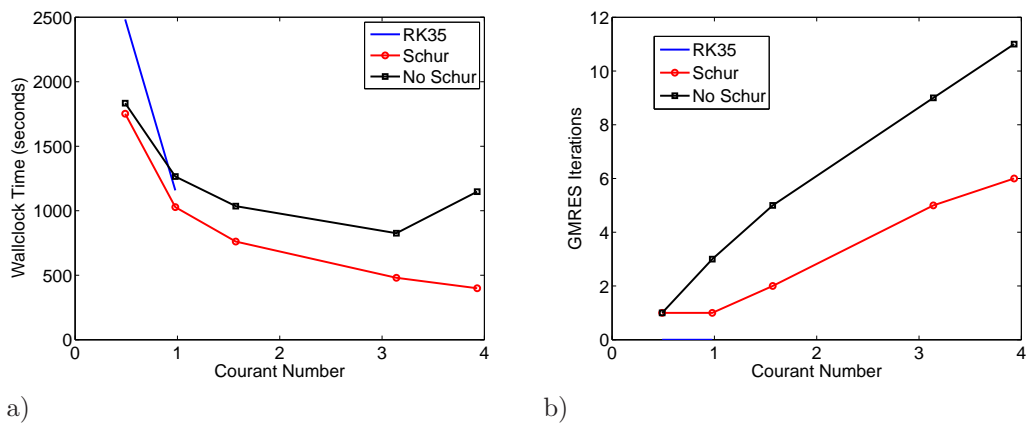 2500
2000
1500
1000
500
0
0
1
2
3
4
Wallclock Time (seconds)
Courant Number
RK35
Schur
No Schur
a)
12
10
8
6
4
2
0
0
1
2
3
4
GMRES Iterations
Courant Number
RK35
Schur
No Schur
b)